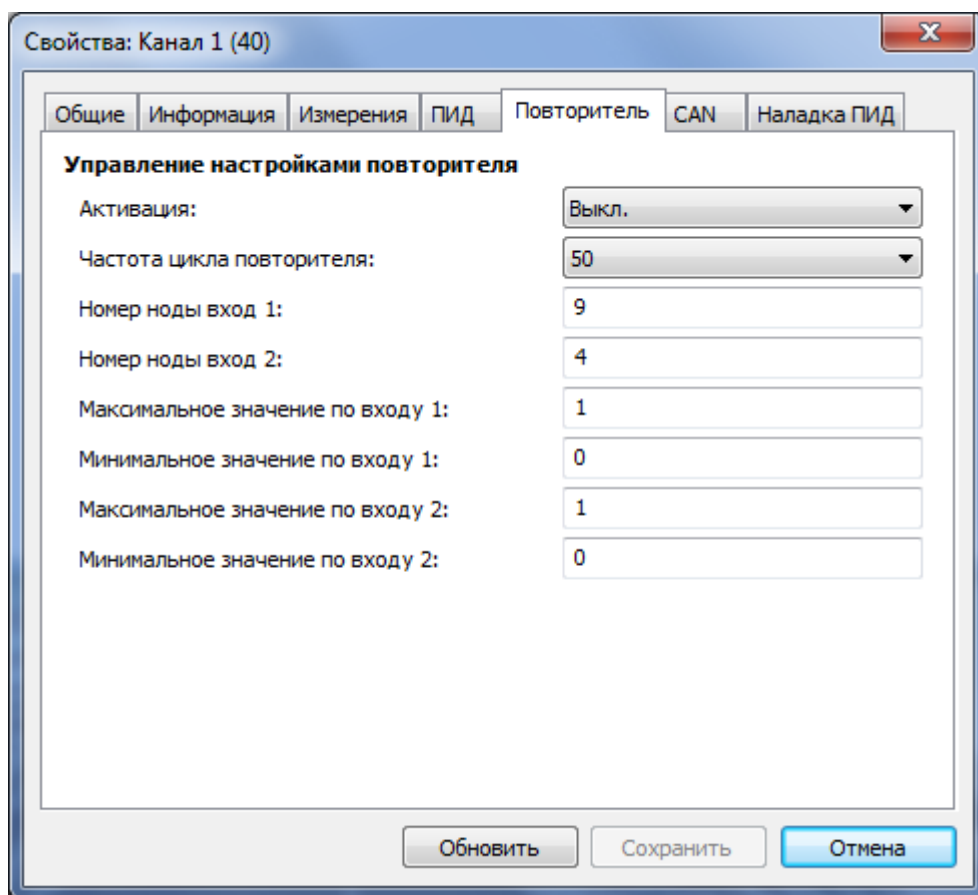 Свойства: Канал 1 (40)
Общие Информация Измерения ПИД Повторитель CAN Наладка ПИД
Управление настройками повторителя
Активация: Выкл.
Частота цикла повторителя: 50
Номер ноды вход 1: 9
Номер ноды вход 2: 4
Максимальное значение по входу 1: 1
Минимальное значение по входу 1: 0
Максимальное значение по входу 2: 1
Минимальное значение по входу 2: 0
Обновить Сохранить Отмена